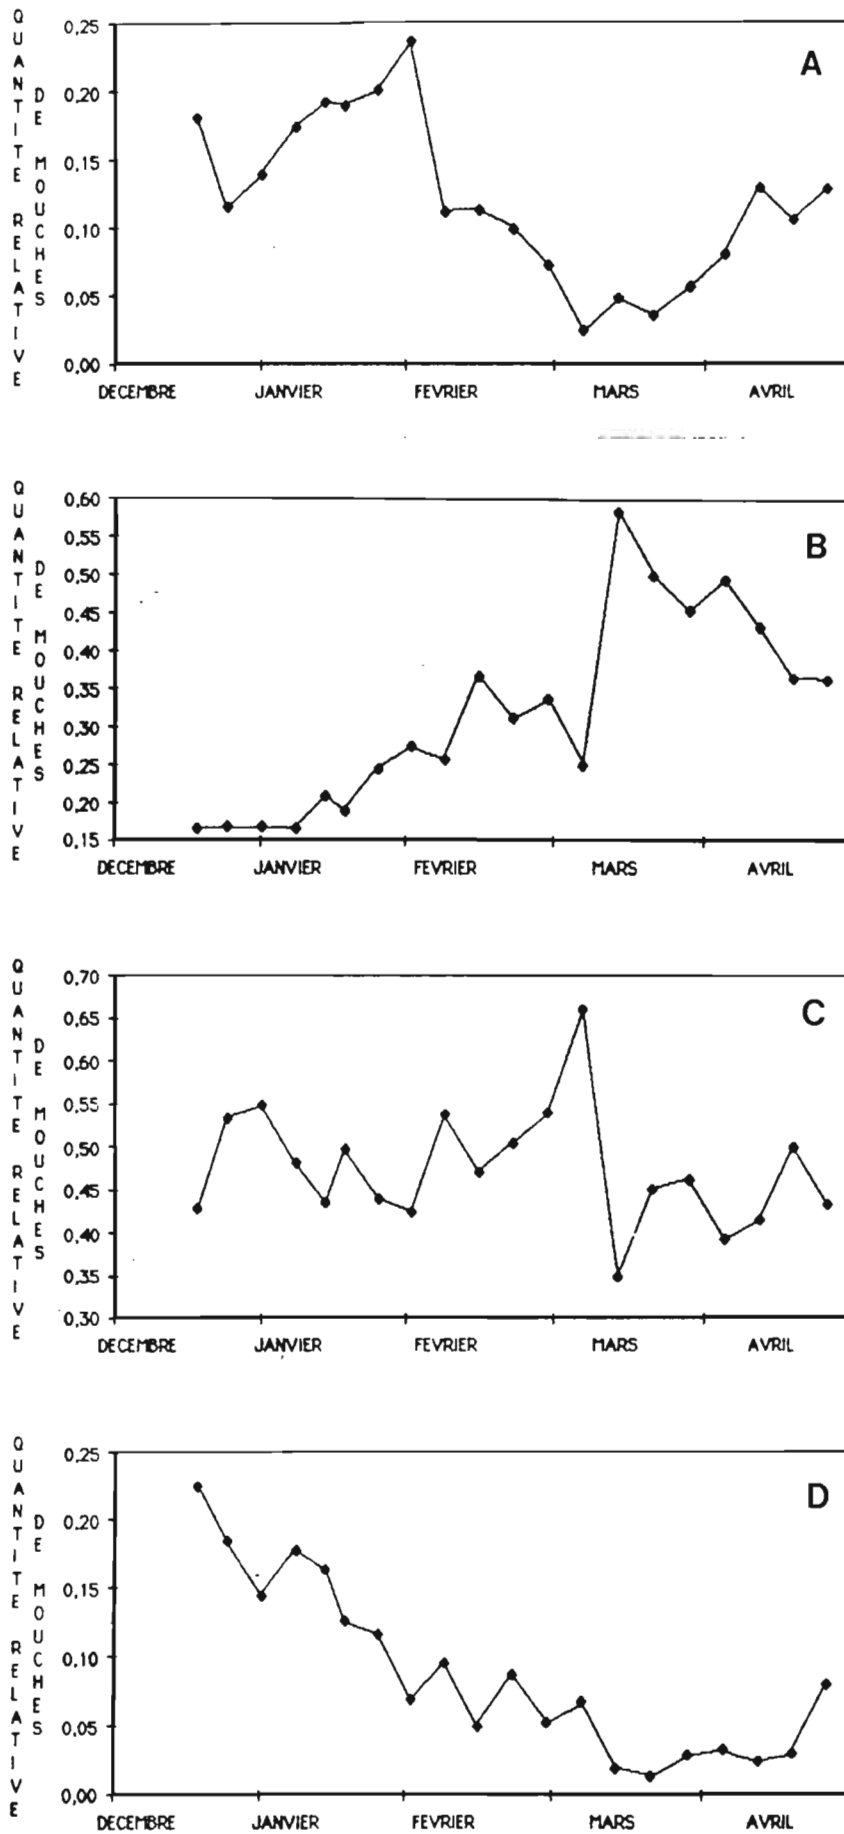 QUANTITE RELATIVE
DE MOUCHES
A
0,25
0,20
0,15
0,10
0,05
0,00
DECEMBRE JANVIER FEVRIER MARS AVRIL
QUANTITE RELATIVE
DE MOUCHES
B
0,60
0,55
0,50
0,45
0,40
0,35
0,30
0,25
0,20
0,15
DECEMBRE JANVIER FEVRIER MARS AVRIL
QUANTITE RELATIVE
DE MOUCHES
C
0,70
0,65
0,60
0,55
0,50
0,45
0,40
0,35
0,30
DECEMBRE JANVIER FEVRIER MARS AVRIL
QUANTITE RELATIVE
DE MOUCHES
D
0,25
0,20
0,15
0,10
0,05
0,00
DECEMBRE JANVIER FEVRIER MARS AVRIL